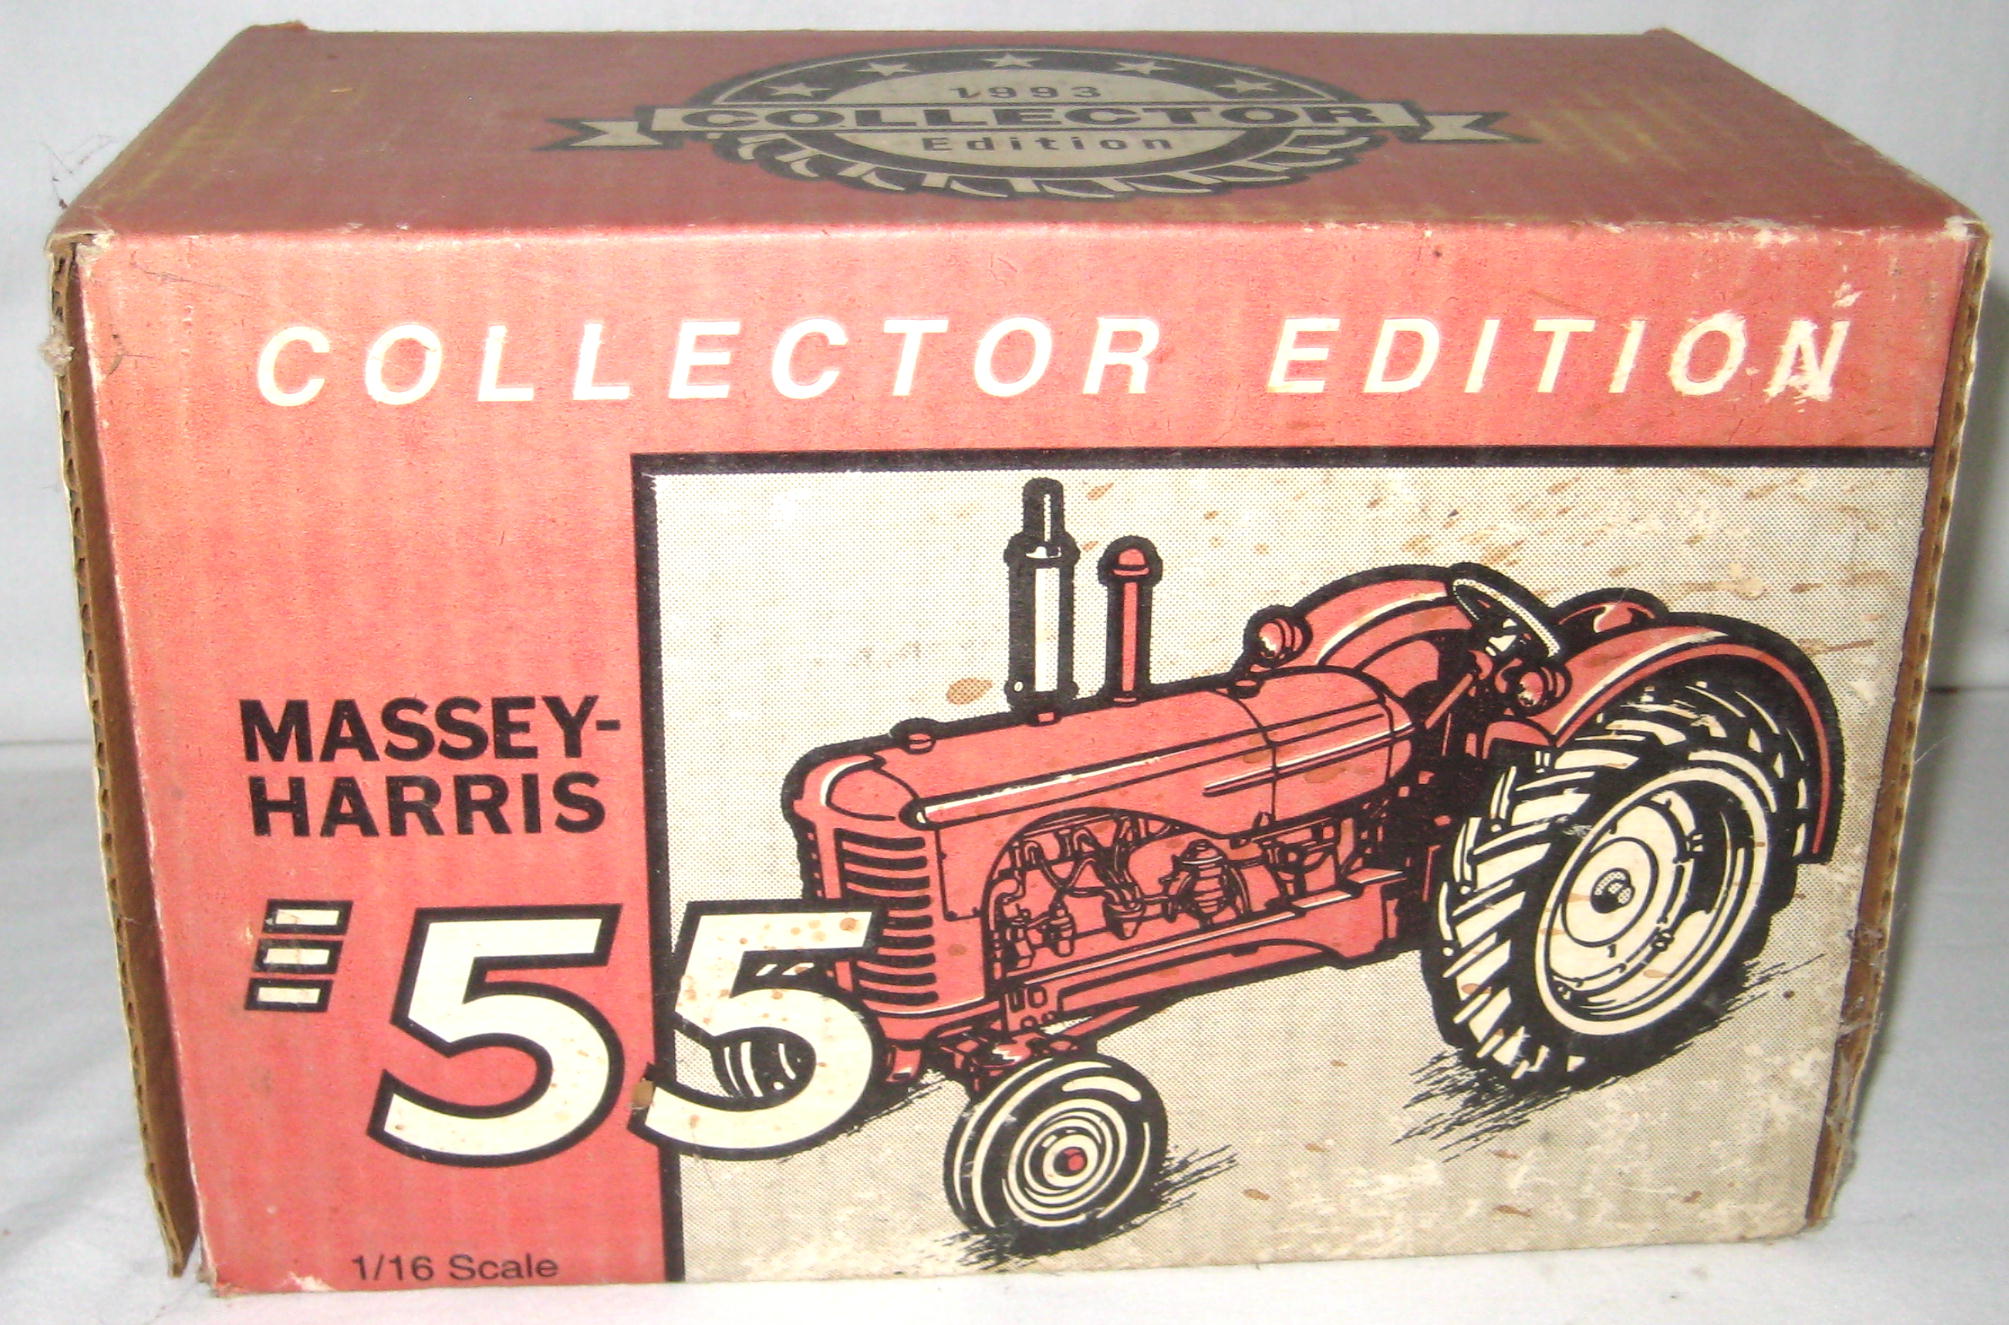 1993
COLLECTOR
Edition
COLLECTOR EDITION
MASSEY-
HARRIS
55
1/16 Scale